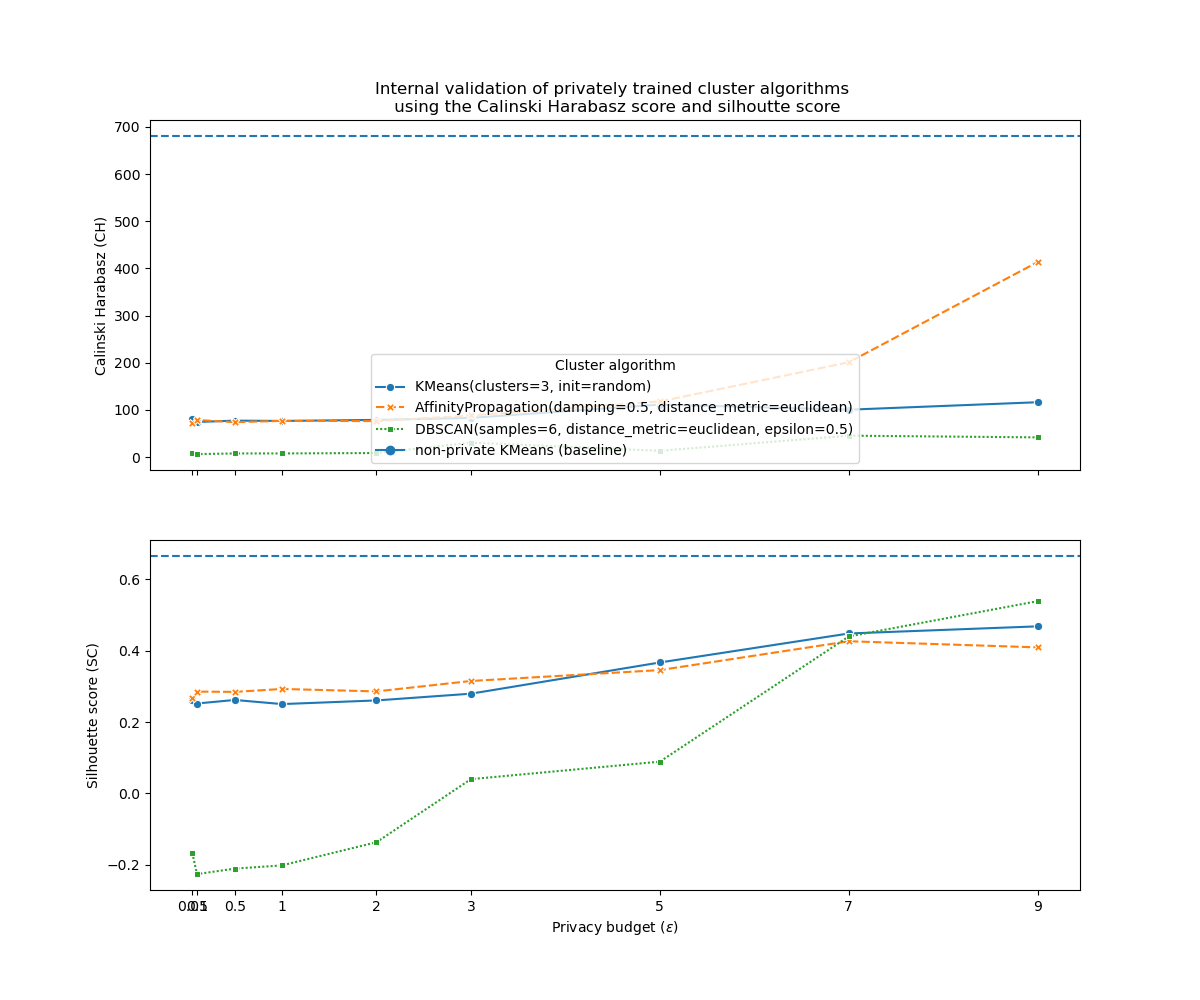 Internal validation of privately trained cluster algorithms
using the Calinski Harabasz score and silhoutte score
700
600
500
400
300
200
100
0
Calinski Harabasz (CH)
Cluster algorithm
KMeans(clusters=3, init=random)
AffinityPropagation(damping=0.5, distance_metric=euclidean)
DBSCAN(samples=6, distance_metric=euclidean, epsilon=0.5)
non-private KMeans (baseline)
0.6
0.4
0.2
0.0
−0.2
Silhouette score (SC)
0.5 1 2 3 5 7 9
Privacy budget (ε)